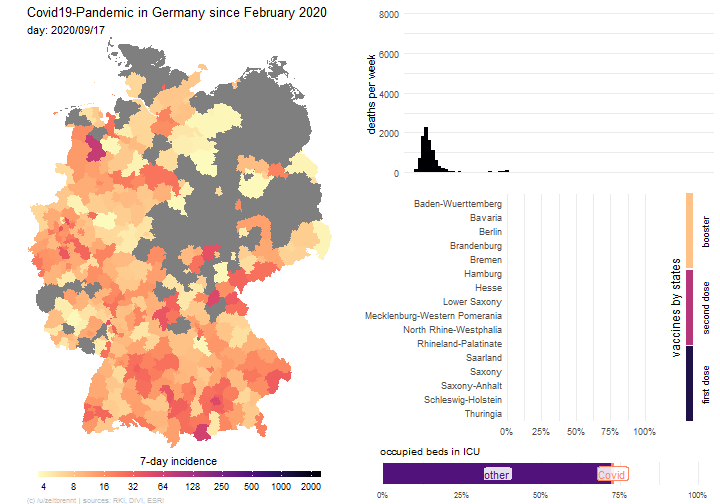 Covid19-Pandemic in Germany since February 2020
day: 2020/09/17
7-day incidence
4 8 16 32 64 128 500 1000 2000
(c) /u/zeitbremt | sources: RKI, DIVI, ESRI
deaths per week
8000
6000
4000
2000
0
Baden-Wuerttemberg
Bavaria
Berlin
Brandenburg
Bremen
Hamburg
Hesse
Lower Saxony
Mecklenburg-Western Pomerania
North Rhine-Westphalia
Rhineland-Palatinate
Saarland
Saxony
Saxony-Anhalt
Schleswig-Holstein
Thuringia
0% 25% 50% 75% 100%
vaccines by states
booster
second dose
first dose
occupied beds in ICU
other Covid
0% 25% 50% 75% 100%